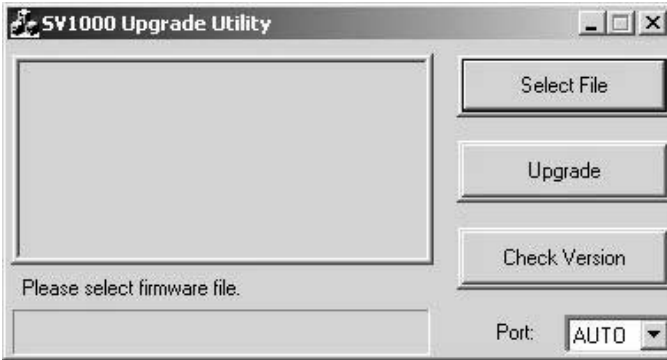 SV1000 Upgrade Utility
Select File
Upgrade
Check Version
Please select firmware file.
Port: AUTO